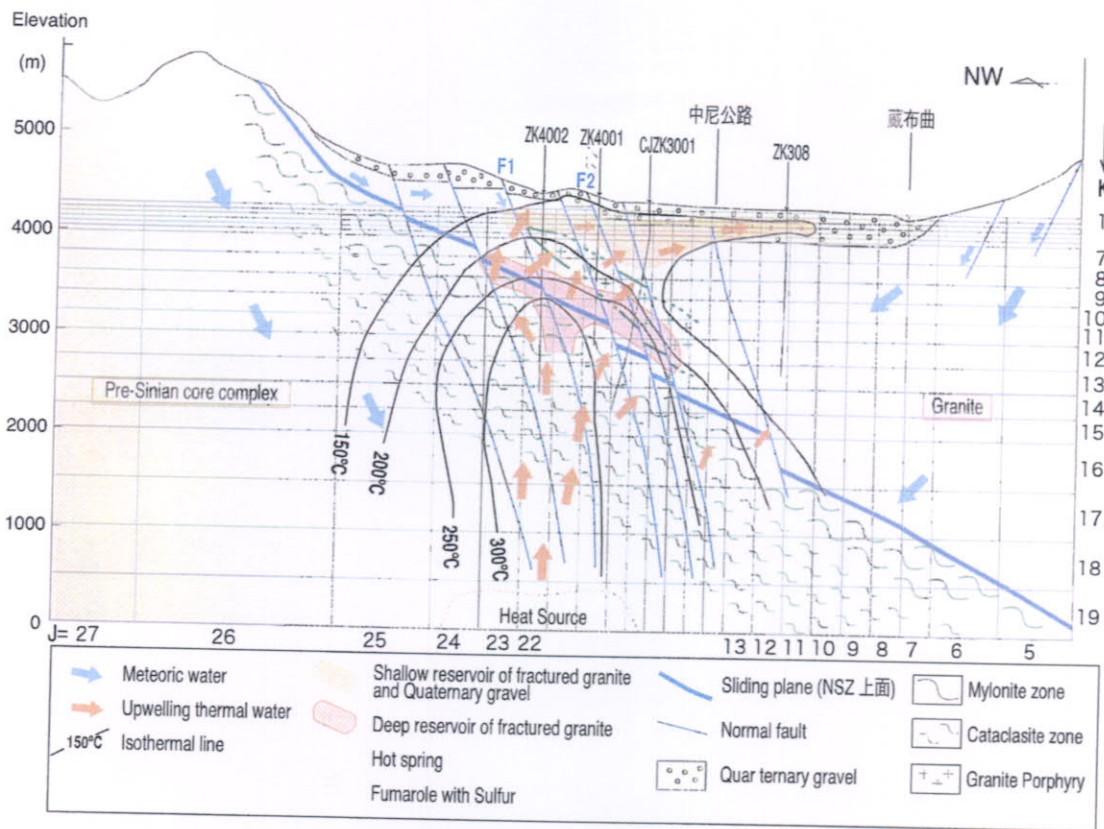 Elevation
(m)
NW
中尼公路
ZK4002
ZK4001
CJZK3001
ZK308
F1
F2
5000
4000
3000
2000
1000
0
1
7
8
9
10
11
12
13
14
15
16
17
18
19
K
Pre-Sinian core complex
Granite
150℃
200℃
250℃
300℃
Heat Source
J= 27
26
25
24
23
22
13
12
11
10
9
8
7
6
5
Meteoric water
Upwelling thermal water
150℃ Isothermal line
Shallow reservoir of fractured granite
and Quaternary gravel
Deep reservoir of fractured granite
Hot spring
Fumarole with Sulfur
Sliding plane (NSZ 上面)
Normal fault
Quar ternary gravel
Mylonite zone
Cataclasite zone
Granite Porphyry